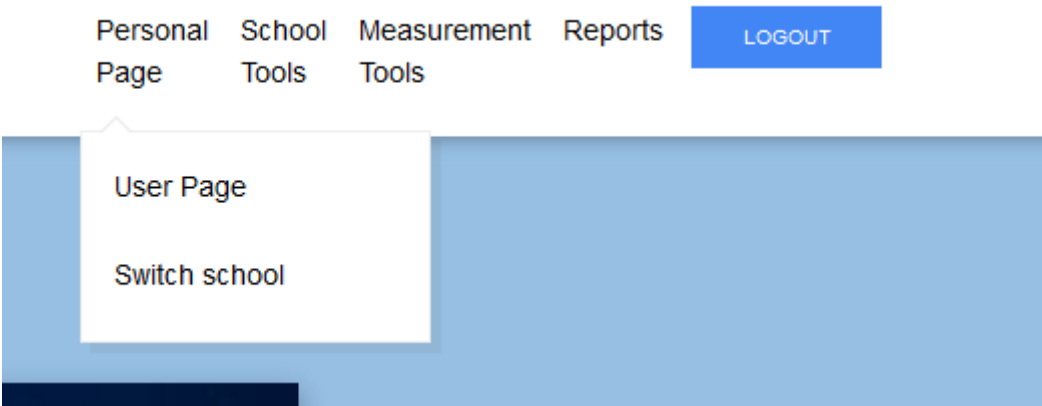 Personal Page
School Tools
Measurement Tools
Reports
LOGOUT
User Page
Switch school